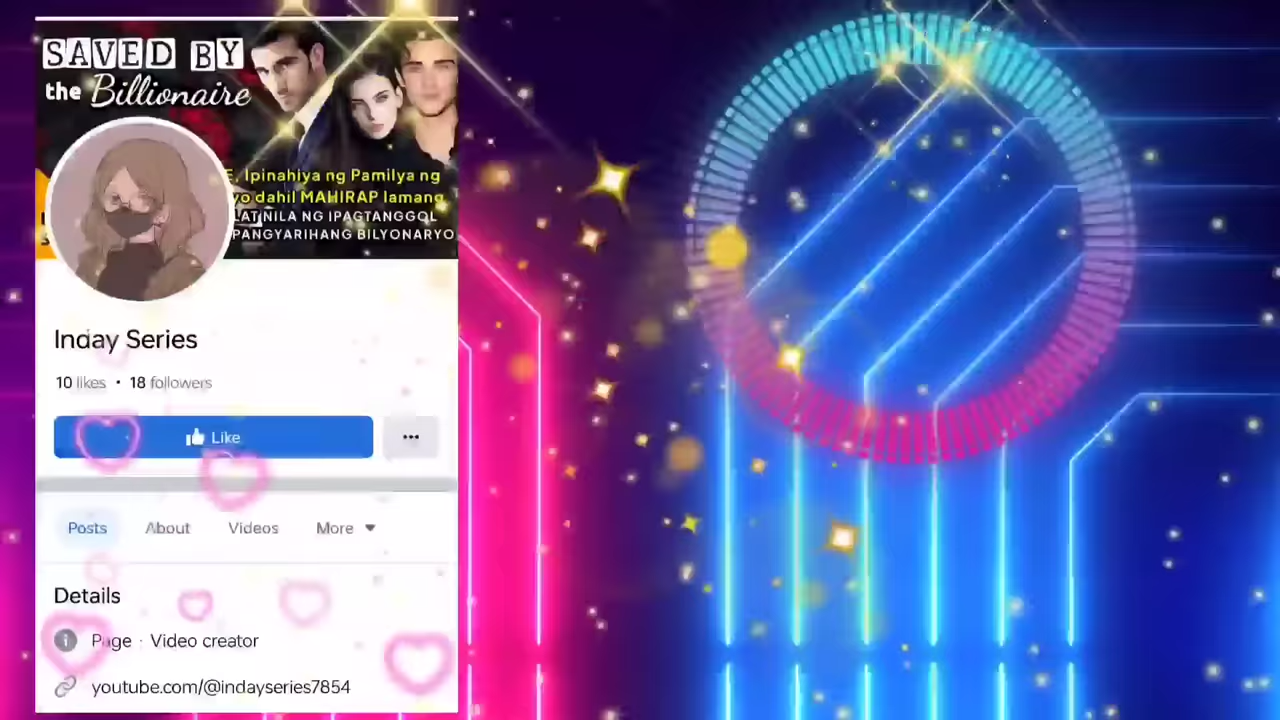 SAVED BY
the Billionaire
E, Ipinahiya ng Pamilya ng
yo dahil MAHIRAP lamang
NILA NG IPAGTANGGOL
PANGYARIHANG BILYONARYO
Inday Series
10 likes • 18 followers
Like
Posts About Videos More
Details
Page · Video creator
youtube.com/@indayseries7854